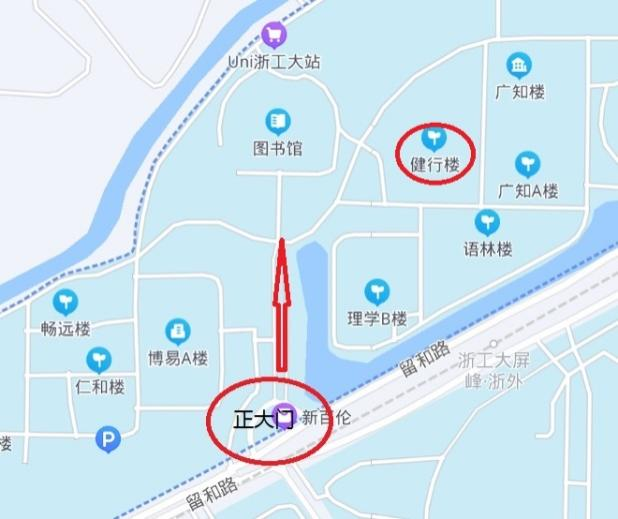 Uni浙工大站
广知楼
图书馆
健行楼
广知A楼
语林楼
畅远楼
理学B楼
博易A楼
留和路
浙工大屏
峰·浙外
仁和楼
正大门
新百伦
P
楼
留和路